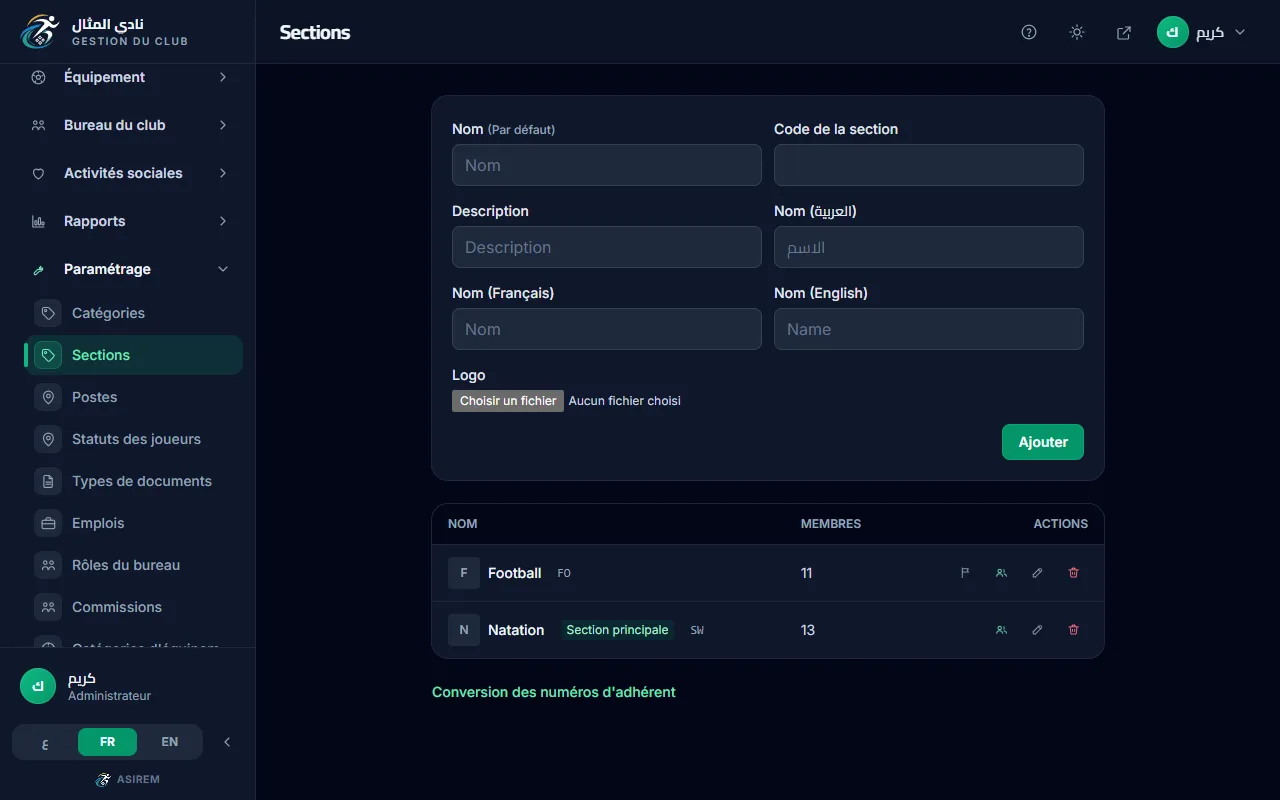 نادي المثال
GESTION DU CLUB
Équipement
Bureau du club
Activités sociales
Rapports
Paramétrage
Catégories
Sections
Postes
Statuts des joueurs
Types de documents
Emplois
Rôles du bureau
Commissions
Catégories d'équipem
ك
كريم
Administrateur
ع FR EN
ASIREM
Sections
ك كريم
Nom (Par défaut) Code de la section
Nom
Description Nom (العربية)
Description الاسم
Nom (Français) Nom (English)
Nom Name
Logo
Choisir un fichier Aucun fichier choisi
Ajouter
NOM MEMBRES ACTIONS
F Football FO 11
N Natation Section principale SW 13
Conversion des numéros d'adhérent